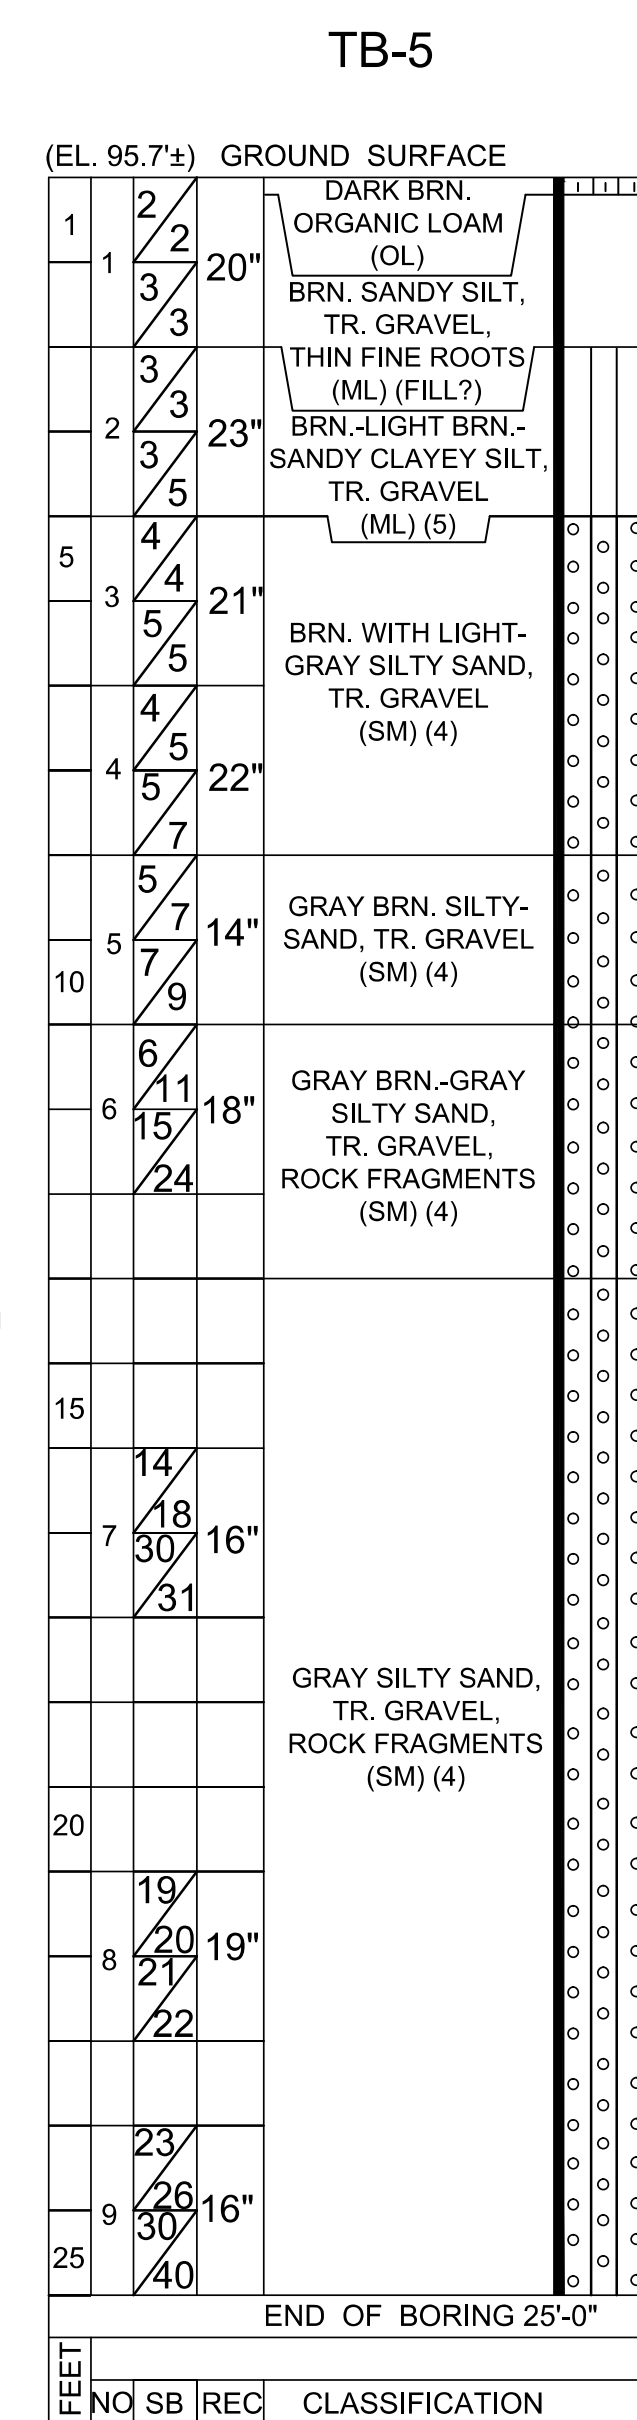 TB-5
(EL. 95.7'±) GROUND SURFACE
1
1
2
2
3
3
20"
DARK BRN.
ORGANIC LOAM
(OL)
BRN. SANDY SILT,
TR. GRAVEL,
THIN FINE ROOTS
(ML) (FILL?)
2
3
3
3
5
23"
BRN.-LIGHT BRN.-
SANDY CLAYEY SILT,
TR. GRAVEL
(ML) (5)
5
3
4
4
5
5
21"
BRN. WITH LIGHT-
GRAY SILTY SAND,
TR. GRAVEL
(SM) (4)
4
4
5
5
7
22"
5
5
7
7
9
14"
GRAY BRN. SILTY-
SAND, TR. GRAVEL
(SM) (4)
10
6
6
11
15
24
18"
GRAY BRN.-GRAY
SILTY SAND,
TR. GRAVEL,
ROCK FRAGMENTS
(SM) (4)
15
7
14
18
30
31
16"
GRAY SILTY SAND,
TR. GRAVEL,
ROCK FRAGMENTS
(SM) (4)
20
8
19
20
21
22
19"
9
23
26
30
40
16"
25
END OF BORING 25'-0"
FEET
NO SB REC CLASSIFICATION